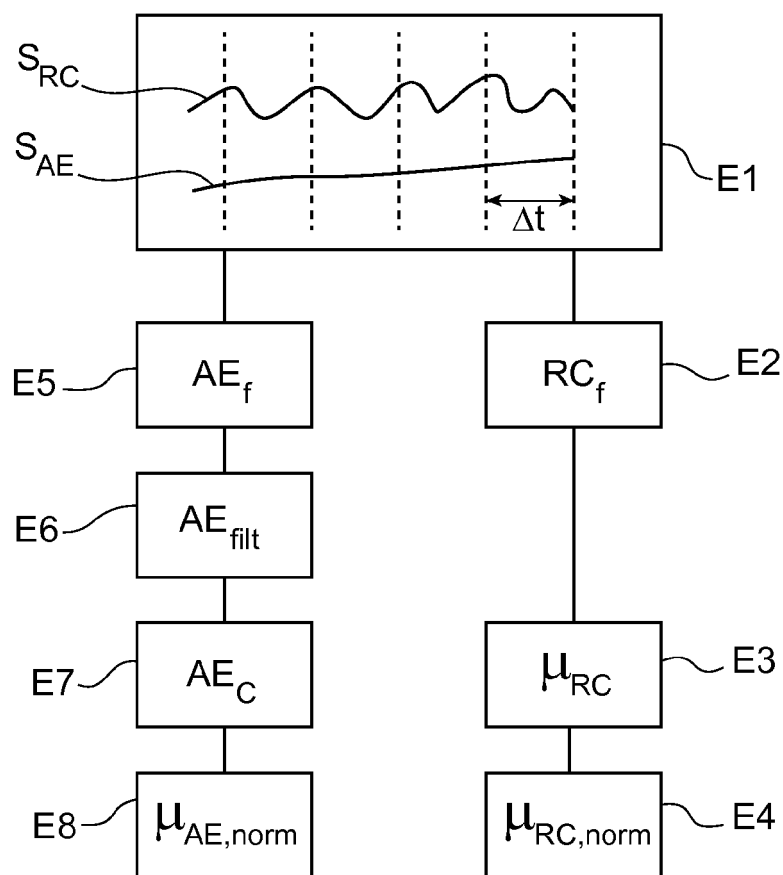 S_RC
S_AE
Δt
E1
E5
AE_f
RC_f
E2
E6
AE_filt
E7
AE_C
μ_RC
E3
E8
μ_AE,norm
μ_RC,norm
E4